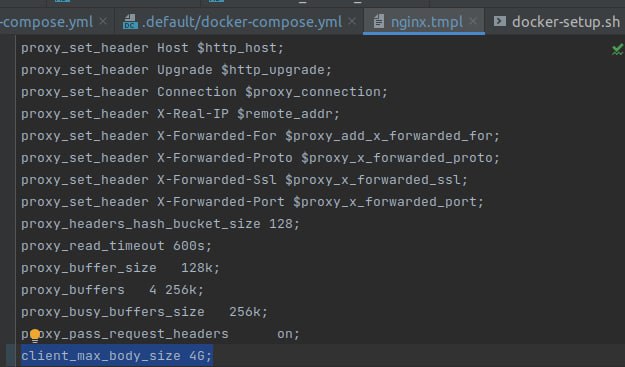 -compose.yml × .default/docker-compose.yml × nginx.tmpl × docker-setup.sh
proxy_set_header Host $http_host;
proxy_set_header Upgrade $http_upgrade;
proxy_set_header Connection $proxy_connection;
proxy_set_header X-Real-IP $remote_addr;
proxy_set_header X-Forwarded-For $proxy_add_x_forwarded_for;
proxy_set_header X-Forwarded-Proto $proxy_x_forwarded_proto;
proxy_set_header X-Forwarded-Ssl $proxy_x_forwarded_ssl;
proxy_set_header X-Forwarded-Port $proxy_x_forwarded_port;
proxy_headers_hash_bucket_size 128;
proxy_read_timeout 600s;
proxy_buffer_size   128k;
proxy_buffers   4 256k;
proxy_busy_buffers_size   256k;
proxy_pass_request_headers      on;
client_max_body_size 4G;